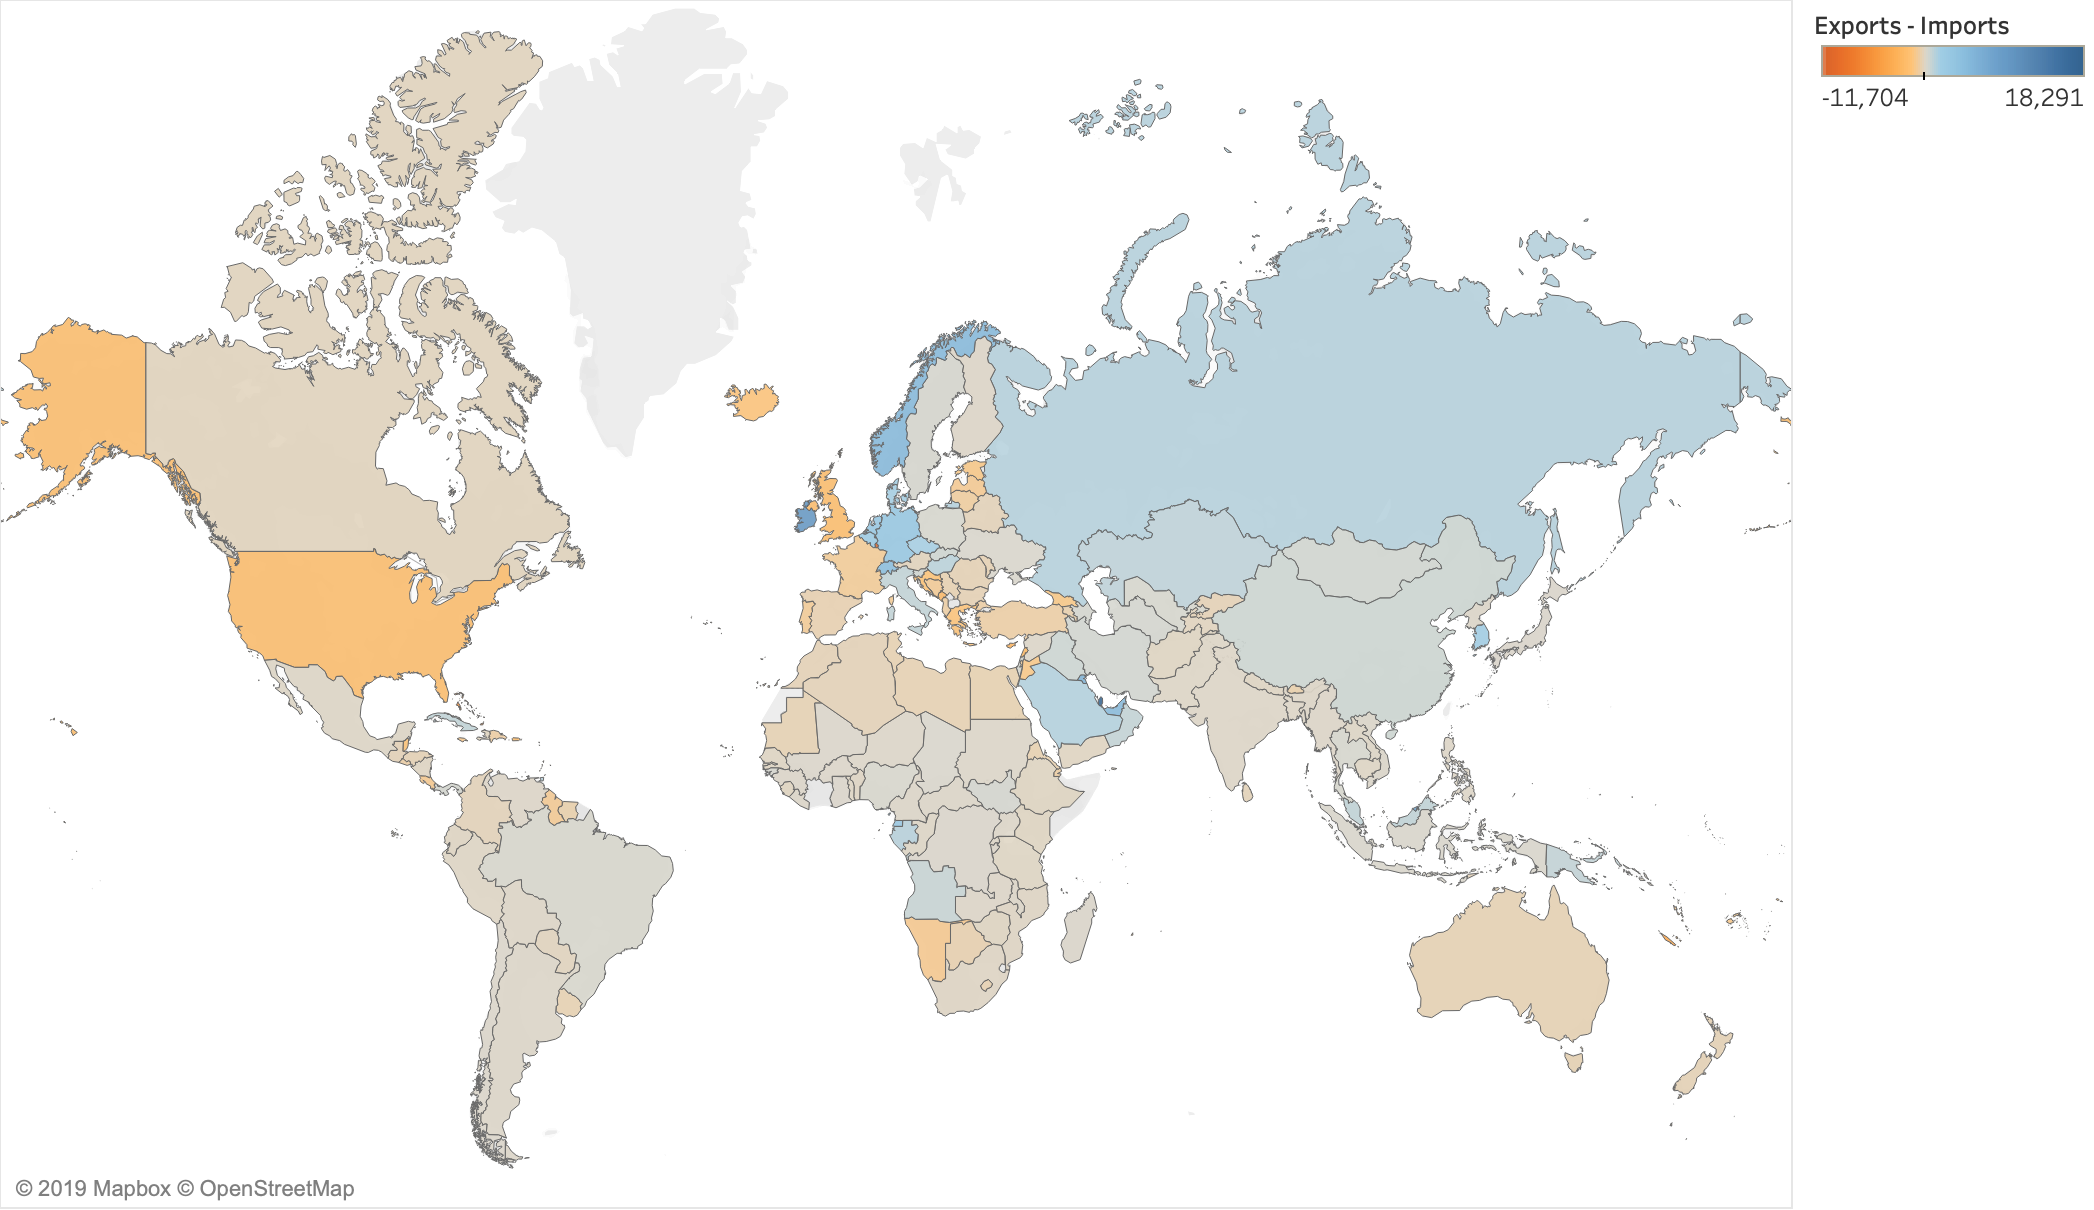 Exports - Imports
-11,704 18,291
© 2019 Mapbox © OpenStreetMap